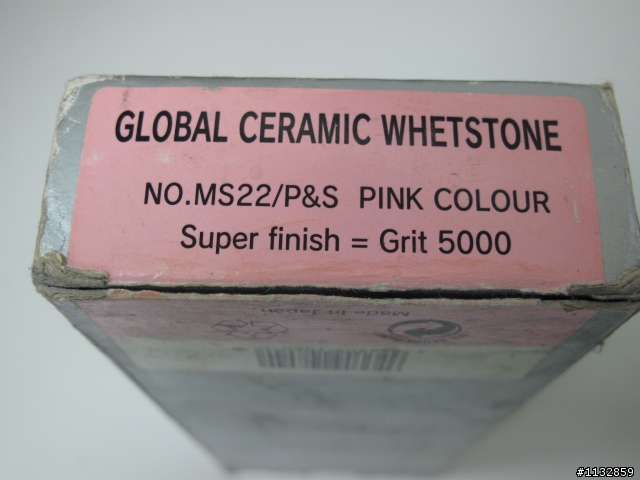 GLOBAL CERAMIC WHETSTONE
NO.MS22/P&S PINK COLOUR
Super finish = Grit 5000
Made in Japan.
#1132859